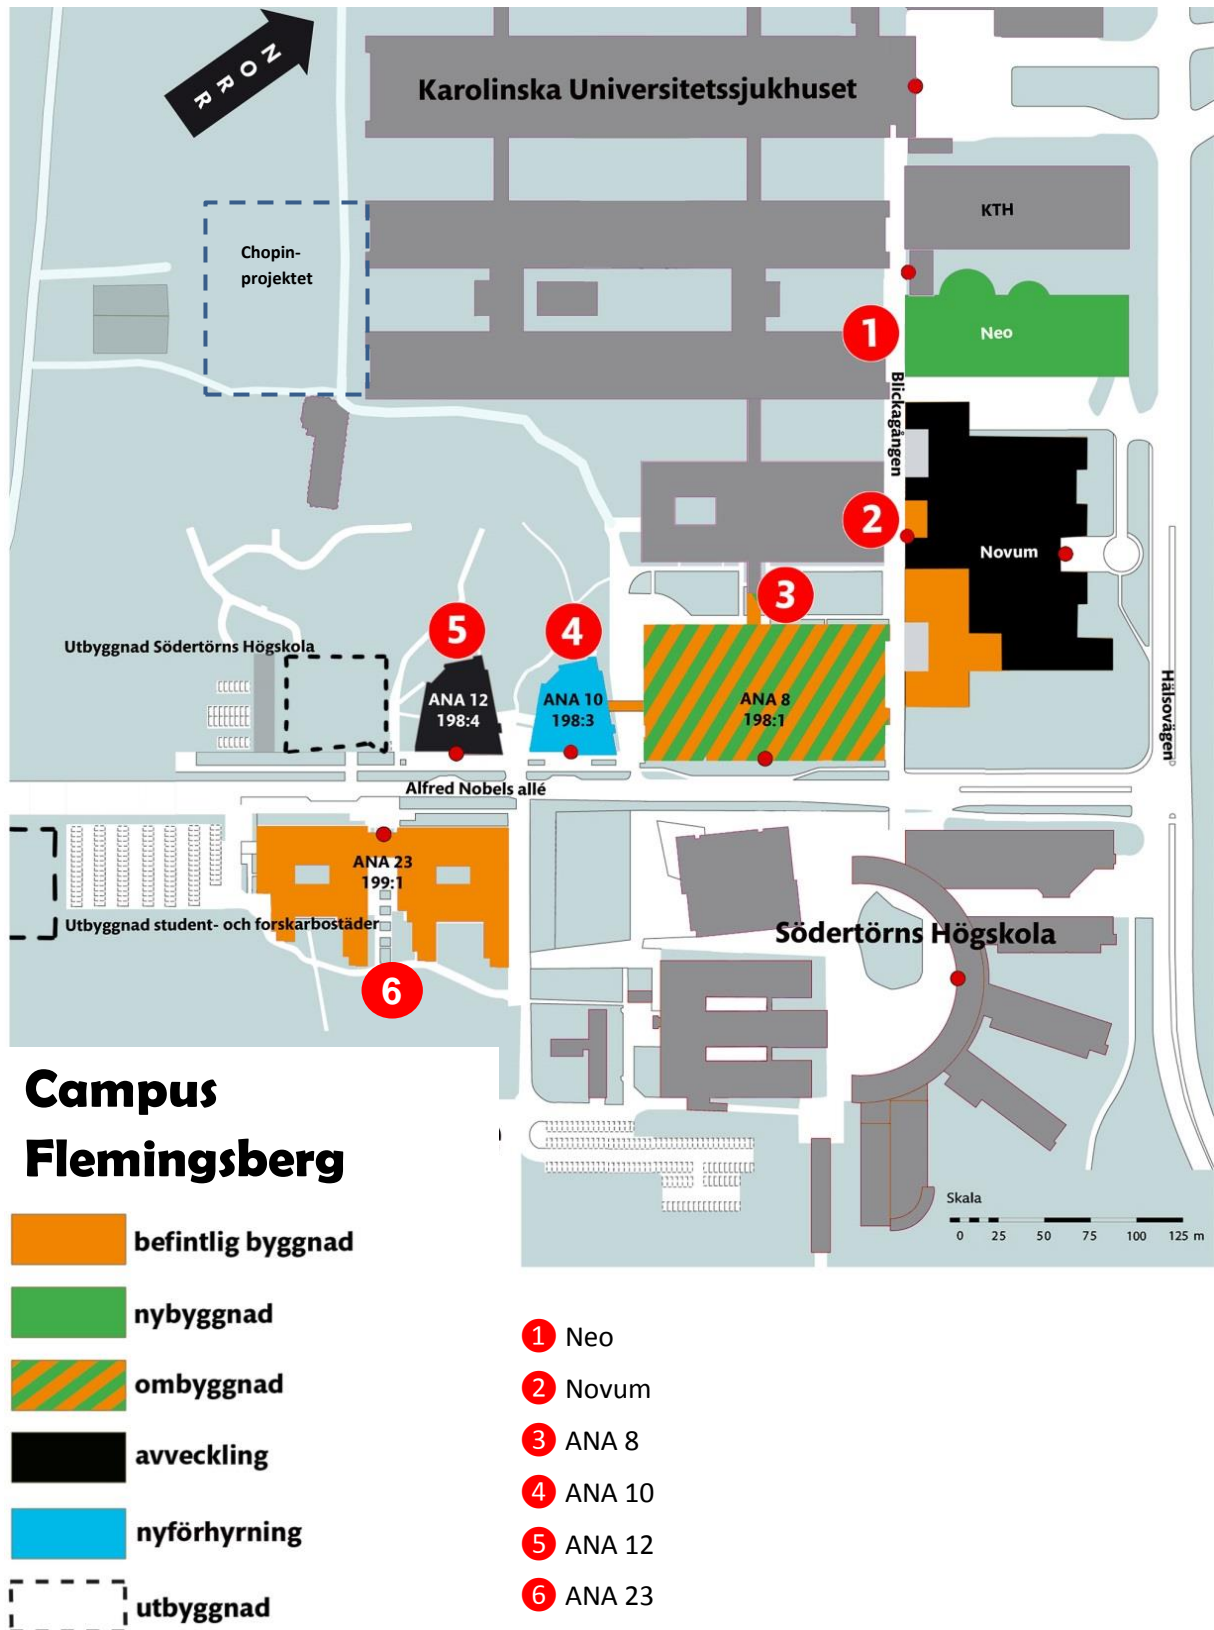 NORR
Karolinska Universitetssjukhuset
KTH
Chopin-
projektet
1
Neo
Blickagången
2
Novum
3
5
4
Utbyggnad Södertörns Högskola
ANA 12
198:4
ANA 10
198:3
ANA 8
198:1
Hälsovägen
Alfred Nobels allé
ANA 23
199:1
Utbyggnad student- och forskarbostäder
Södertörns Högskola
6
Campus
Flemingsberg
Skala
0 25 50 75 100 125 m
befintlig byggnad
nybyggnad
ombyggnad
avveckling
nyförhyrning
utbyggnad
1 Neo
2 Novum
3 ANA 8
4 ANA 10
5 ANA 12
6 ANA 23